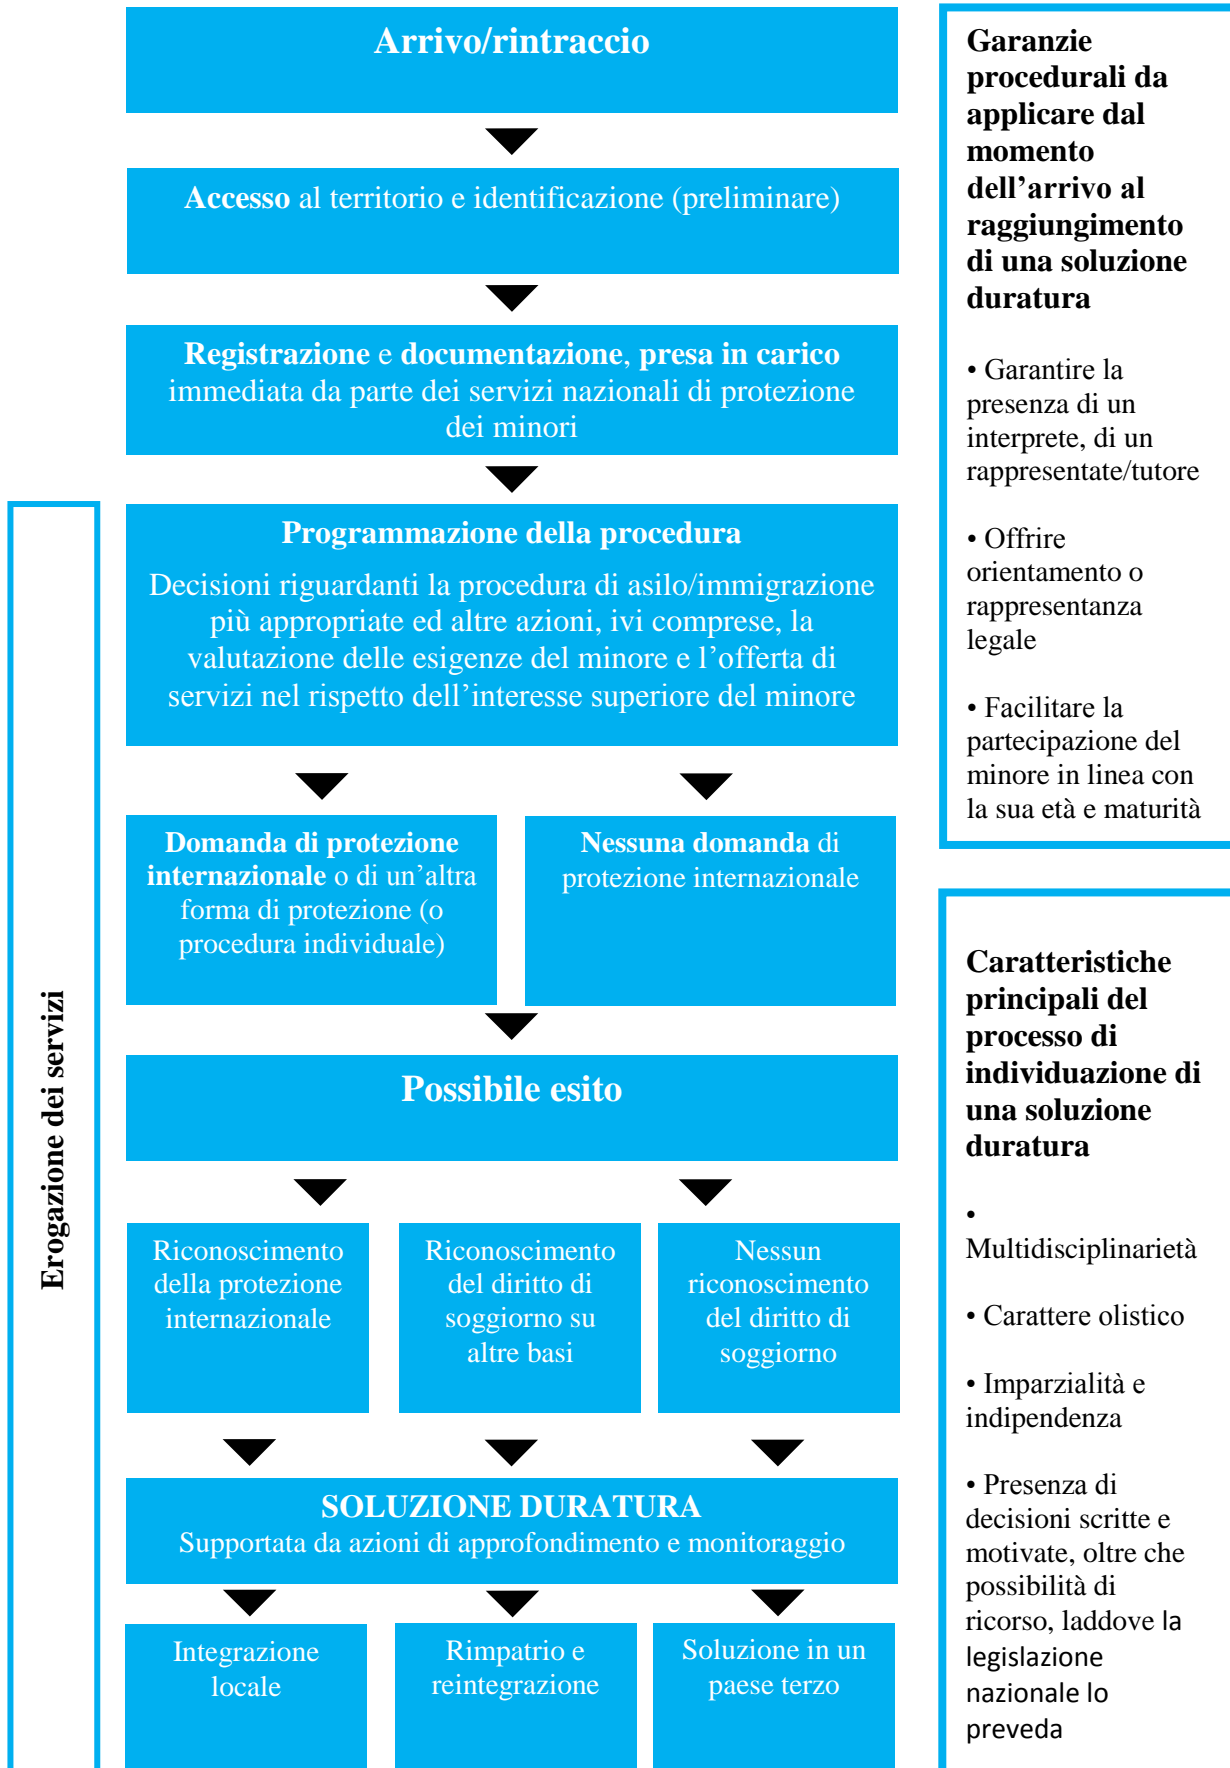 Arrivo/rintraccio
Accesso al territorio e identificazione (preliminare)
Registrazione e documentazione, presa in carico
immediata da parte dei servizi nazionali di protezione
dei minori
Programmazione della procedura
Decisioni riguardanti la procedura di asilo/immigrazione
più appropriate ed altre azioni, ivi comprese, la
valutazione delle esigenze del minore e l’offerta di
servizi nel rispetto dell’interesse superiore del minore
Domanda di protezione
internazionale o di un’altra
forma di protezione (o
procedura individuale)
Nessuna domanda di
protezione internazionale
Possibile esito
Riconoscimento
della protezione
internazionale
Riconoscimento
del diritto di
soggiorno su
altre basi
Nessun
riconoscimento
del diritto di
soggiorno
SOLUZIONE DURATURA
Supportata da azioni di approfondimento e monitoraggio
Integrazione
locale
Rimpatrio e
reintegrazione
Soluzione in un
paese terzo
Erogazione dei servizi
Garanzie
procedurali da
applicare dal
momento
dell’arrivo al
raggiungimento
di una soluzione
duratura
• Garantire la
presenza di un
interprete, di un
rappresentate/tutore
• Offrire
orientamento o
rappresentanza
legale
• Facilitare la
partecipazione del
minore in linea con
la sua età e maturità
Caratteristiche
principali del
processo di
individuazione di
una soluzione
duratura
•
Multidisciplinarietà
• Carattere olistico
• Imparzialità e
indipendenza
• Presenza di
decisioni scritte e
motivate, oltre che
possibilità di
ricorso, laddove la
legislazione
nazionale lo
preveda